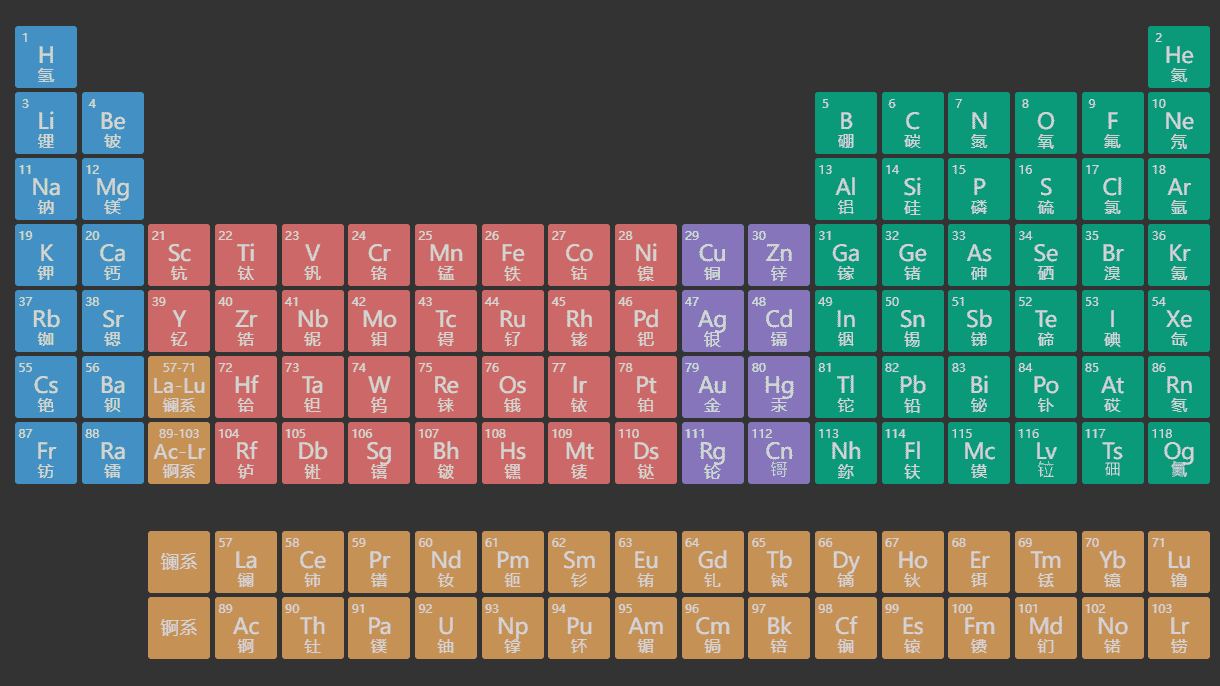 1 H 氢
2 He 氦
3 Li 锂
4 Be 铍
5 B 硼
6 C 碳
7 N 氮
8 O 氧
9 F 氟
10 Ne 氖
11 Na 钠
12 Mg 镁
13 Al 铝
14 Si 硅
15 P 磷
16 S 硫
17 Cl 氯
18 Ar 氩
19 K 钾
20 Ca 钙
21 Sc 钪
22 Ti 钛
23 V 钒
24 Cr 铬
25 Mn 锰
26 Fe 铁
27 Co 钴
28 Ni 镍
29 Cu 铜
30 Zn 锌
31 Ga 镓
32 Ge 锗
33 As 砷
34 Se 硒
35 Br 溴
36 Kr 氪
37 Rb 铷
38 Sr 锶
39 Y 钇
40 Zr 锆
41 Nb 铌
42 Mo 钼
43 Tc 锝
44 Ru 钌
45 Rh 铑
46 Pd 钯
47 Ag 银
48 Cd 镉
49 In 铟
50 Sn 锡
51 Sb 锑
52 Te 碲
53 I 碘
54 Xe 氙
55 Cs 铯
56 Ba 钡
57-71 La-Lu 镧系
72 Hf 铪
73 Ta 钽
74 W 钨
75 Re 铼
76 Os 锇
77 Ir 铱
78 Pt 铂
79 Au 金
80 Hg 汞
81 Tl 铊
82 Pb 铅
83 Bi 铋
84 Po 钋
85 At 砹
86 Rn 氡
87 Fr 钫
88 Ra 镭
89-103 Ac-Lr 锕系
104 Rf 𬬻
105 Db 𬭊
106 Sg 𬭳
107 Bh 𬭛
108 Hs 𬭶
109 Mt 鿏
110 Ds 𫟼
111 Rg 𬬭
112 Cn 鿔
113 Nh 鉨
114 Fl 𫓧
115 Mc 镆
116 Lv 𫟷
117 Ts 鿬
118 Og 鿫
镧系
57 La 镧
58 Ce 铈
59 Pr 镨
60 Nd 钕
61 Pm 钷
62 Sm 钐
63 Eu 铕
64 Gd 钆
65 Tb 铽
66 Dy 镝
67 Ho 钬
68 Er 铒
69 Tm 铥
70 Yb 镱
71 Lu 镥
锕系
89 Ac 锕
90 Th 钍
91 Pa 镤
92 U 铀
93 Np 镎
94 Pu 钚
95 Am 镅
96 Cm 锔
97 Bk 锫
98 Cf 锎
99 Es 锿
100 Fm 镄
101 Md 钔
102 No 锘
103 Lr 铹